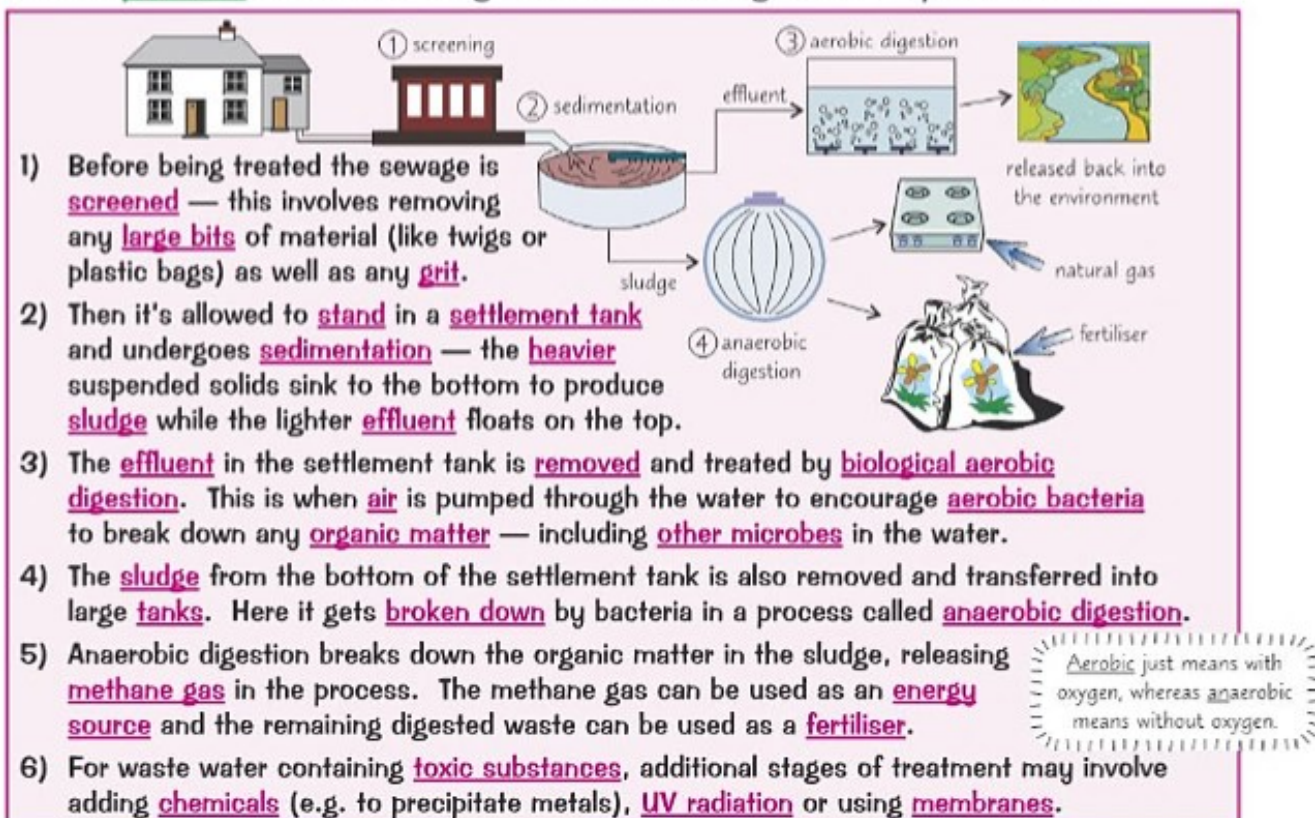 ① screening
② sedimentation
effluent
③ aerobic digestion
released back into
the environment
natural gas
fertiliser
sludge
④ anaerobic
digestion
1) Before being treated the sewage is
screened — this involves removing
any large bits of material (like twigs or
plastic bags) as well as any grit.
2) Then it's allowed to stand in a settlement tank
and undergoes sedimentation — the heavier
suspended solids sink to the bottom to produce
sludge while the lighter effluent floats on the top.
3) The effluent in the settlement tank is removed and treated by biological aerobic
digestion. This is when air is pumped through the water to encourage aerobic bacteria
to break down any organic matter — including other microbes in the water.
4) The sludge from the bottom of the settlement tank is also removed and transferred into
large tanks. Here it gets broken down by bacteria in a process called anaerobic digestion.
5) Anaerobic digestion breaks down the organic matter in the sludge, releasing
methane gas in the process. The methane gas can be used as an energy
source and the remaining digested waste can be used as a fertiliser.
Aerobic just means with
oxygen, whereas anaerobic
means without oxygen.
6) For waste water containing toxic substances, additional stages of treatment may involve
adding chemicals (e.g. to precipitate metals), UV radiation or using membranes.